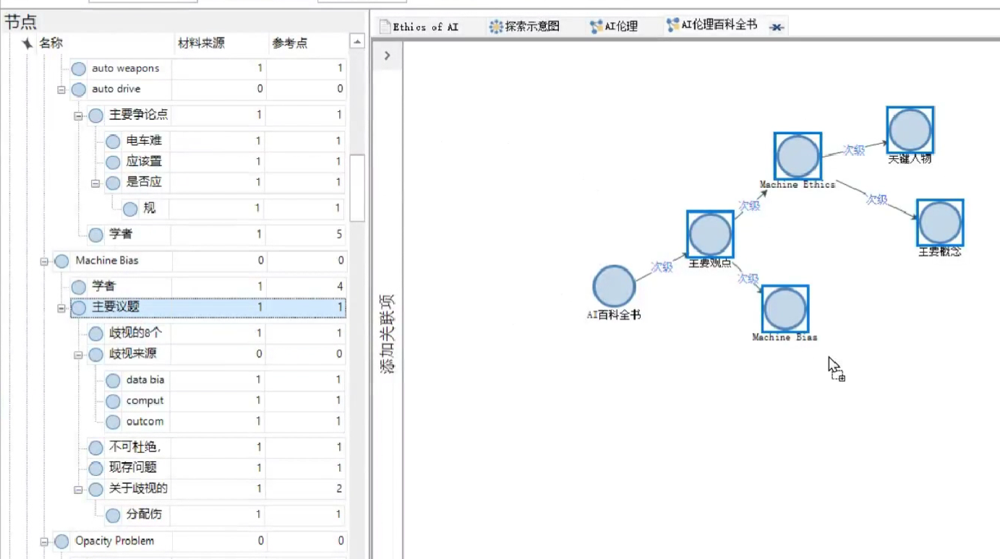 节点
名称 材料来源 参考点
auto weapons 1 1
auto drive 0 0
主要争论点 1 1
电车难 1 1
应该置 1 1
是否应 1 1
规 1 1
学者 1 5
Machine Bias 0 0
学者 1 4
主要议题 1 1
歧视的8个 1 1
歧视来源 0 0
data bia 1 1
comput 1 1
outcom 1 1
不可杜绝, 1 1
现存问题 1 1
关于歧视的 1 2
分配伤 1 1
Opacity Problem 0 0
Ethics of AI 探索示意图 AI伦理 AI伦理百科全书
添加关联项
次级
关键人物
Machine Ethics
次级
次级
主要概念
主要观点
次级
次级
AI百科全书
Machine Bias